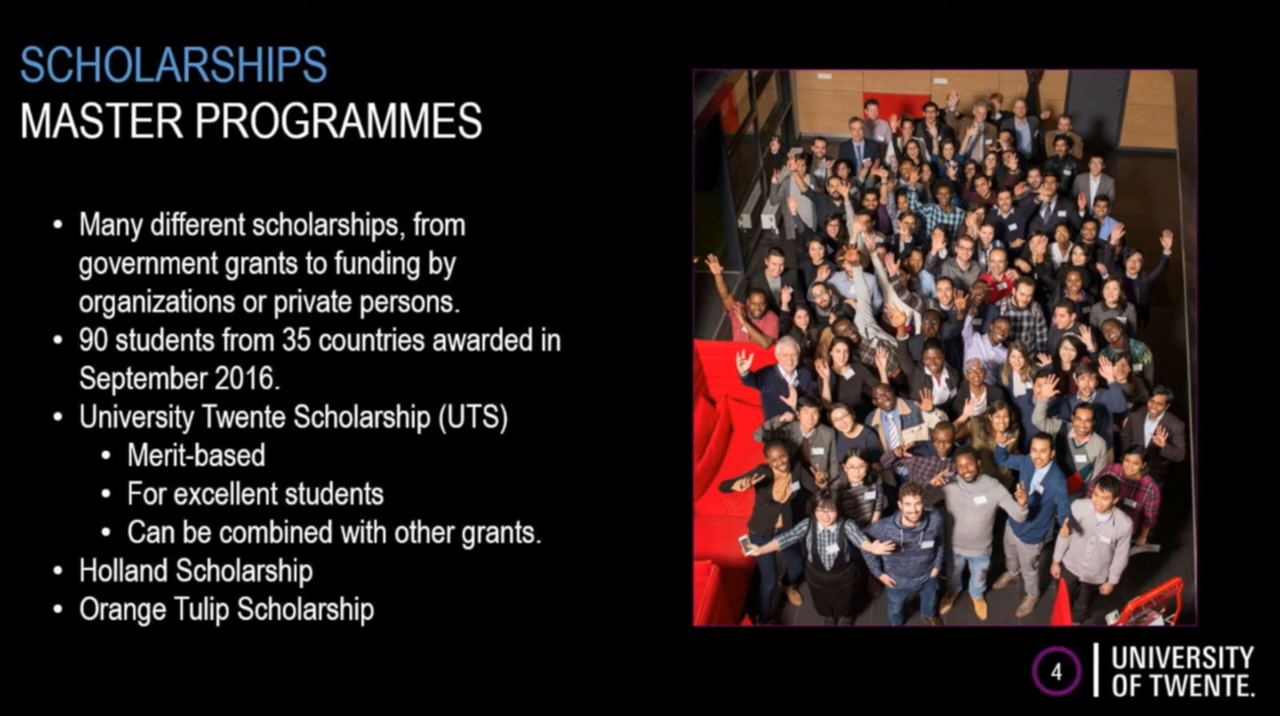 SCHOLARSHIPS
MASTER PROGRAMMES
• Many different scholarships, from
government grants to funding by
organizations or private persons.
• 90 students from 35 countries awarded in
September 2016.
• University Twente Scholarship (UTS)
• Merit-based
• For excellent students
• Can be combined with other grants.
• Holland Scholarship
• Orange Tulip Scholarship
4
UNIVERSITY
OF TWENTE.